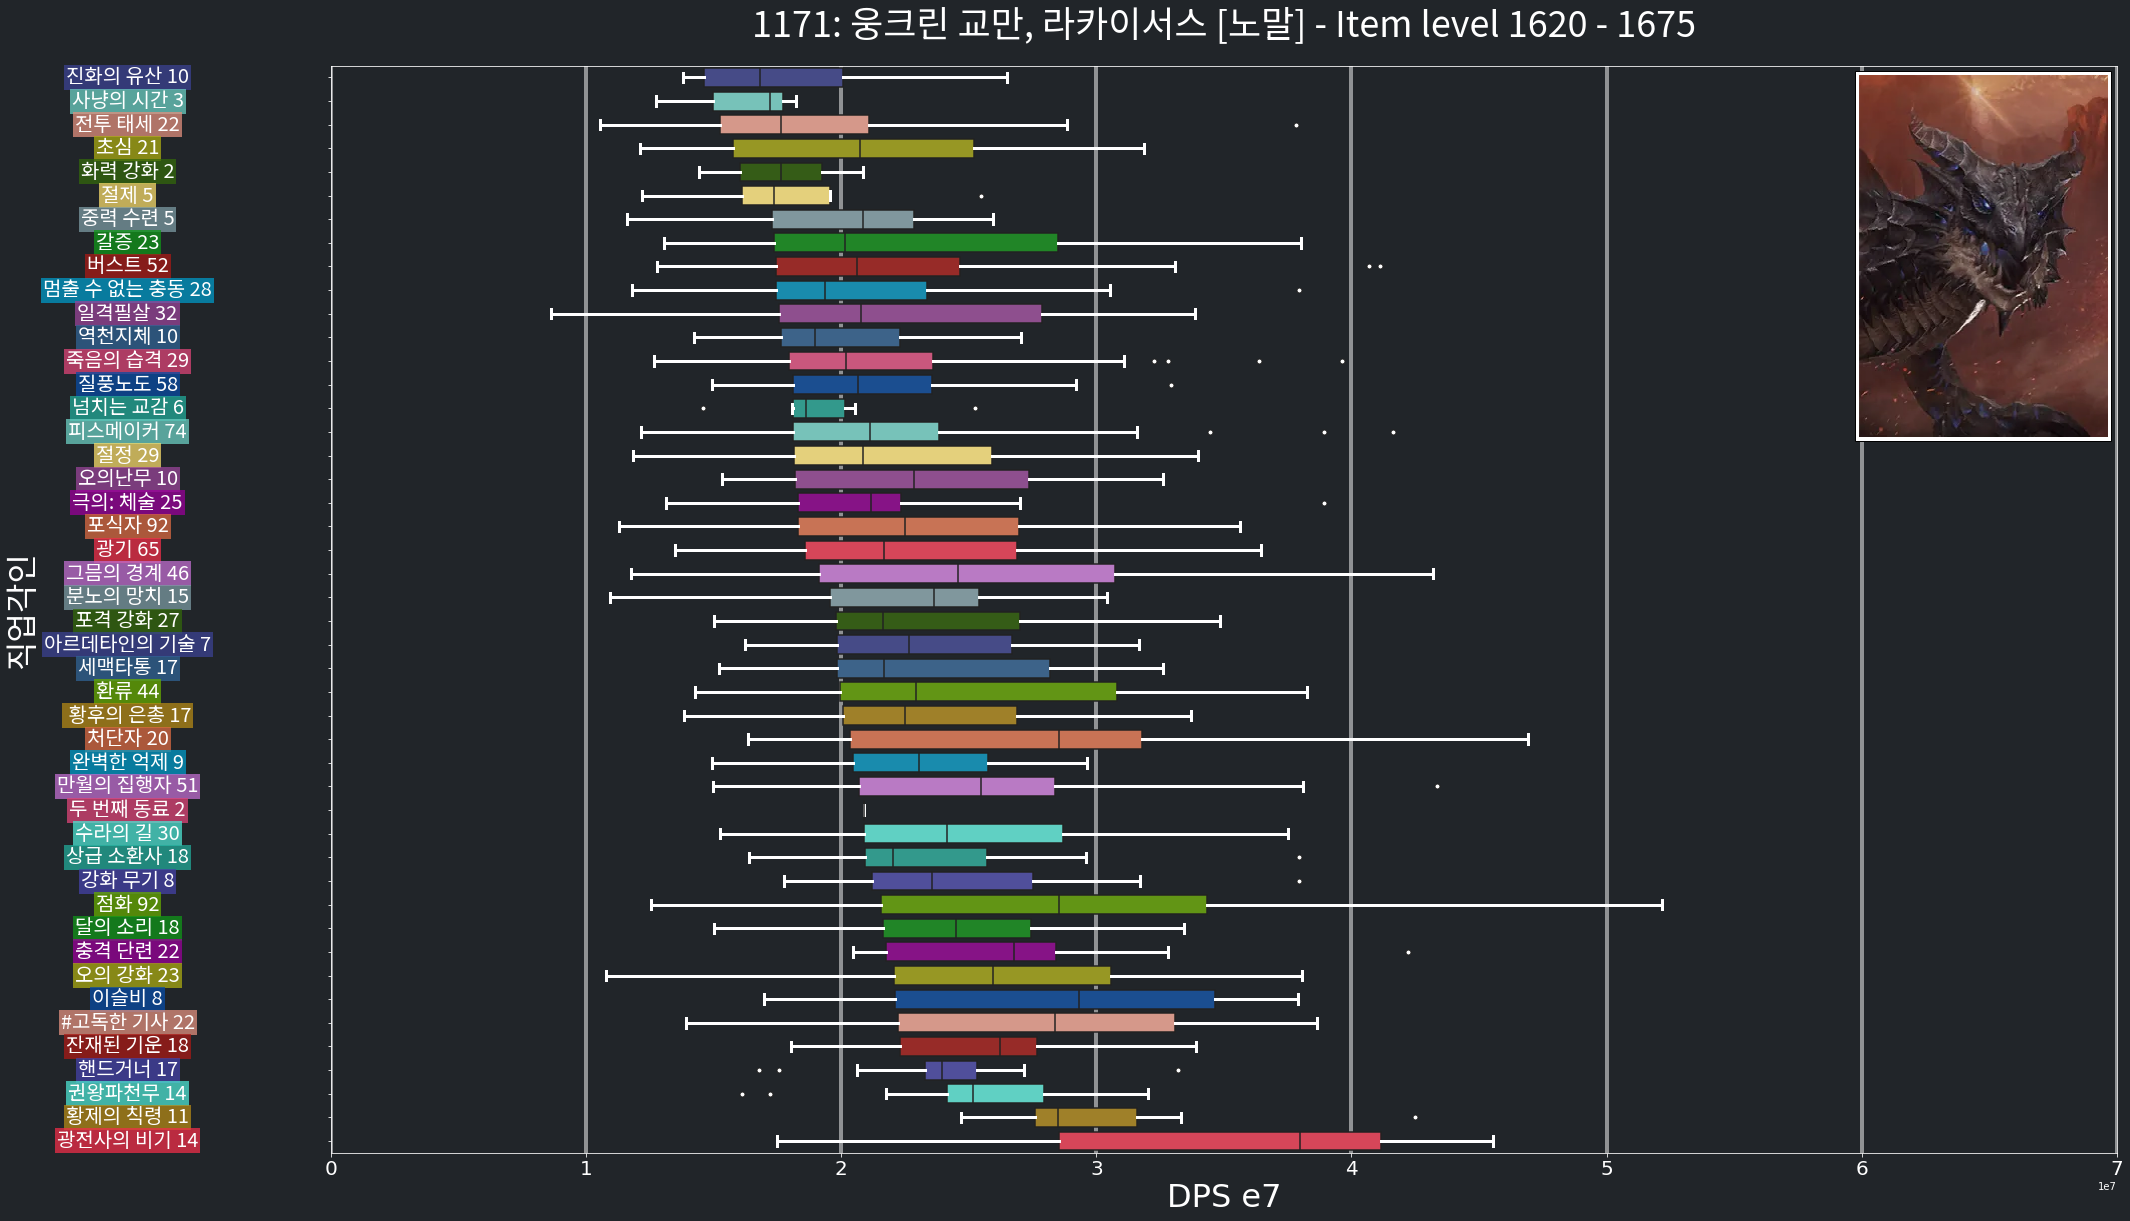 1171: 웅크린 교만, 라카이서스 [노말] - Item level 1620 - 1675
진화의 유산 10
사냥의 시간 3
전투 태세 22
초심 21
화력 강화 2
절제 5
중력 수련 5
갈증 23
버스트 52
멈출 수 없는 충동 28
일격필살 32
역천지체 10
죽음의 습격 29
질풍노도 58
넘치는 교감 6
피스메이커 74
절정 29
오의난무 10
극의: 체술 25
포식자 92
광기 65
그믐의 경계 46
분노의 망치 15
포격 강화 27
아르데타인의 기술 7
세맥타통 17
환류 44
황후의 은총 17
처단자 20
완벽한 억제 9
만월의 집행자 51
두 번째 동료 2
수라의 길 30
상급 소환사 18
강화 무기 8
점화 92
달의 소리 18
충격 단련 22
오의 강화 23
이슬비 8
#고독한 기사 22
잔재된 기운 18
핸드거너 17
권왕파천무 14
황제의 칙령 11
광전사의 비기 14
직업각인
0 1 2 3 4 5 6 7
1e7
DPS e7